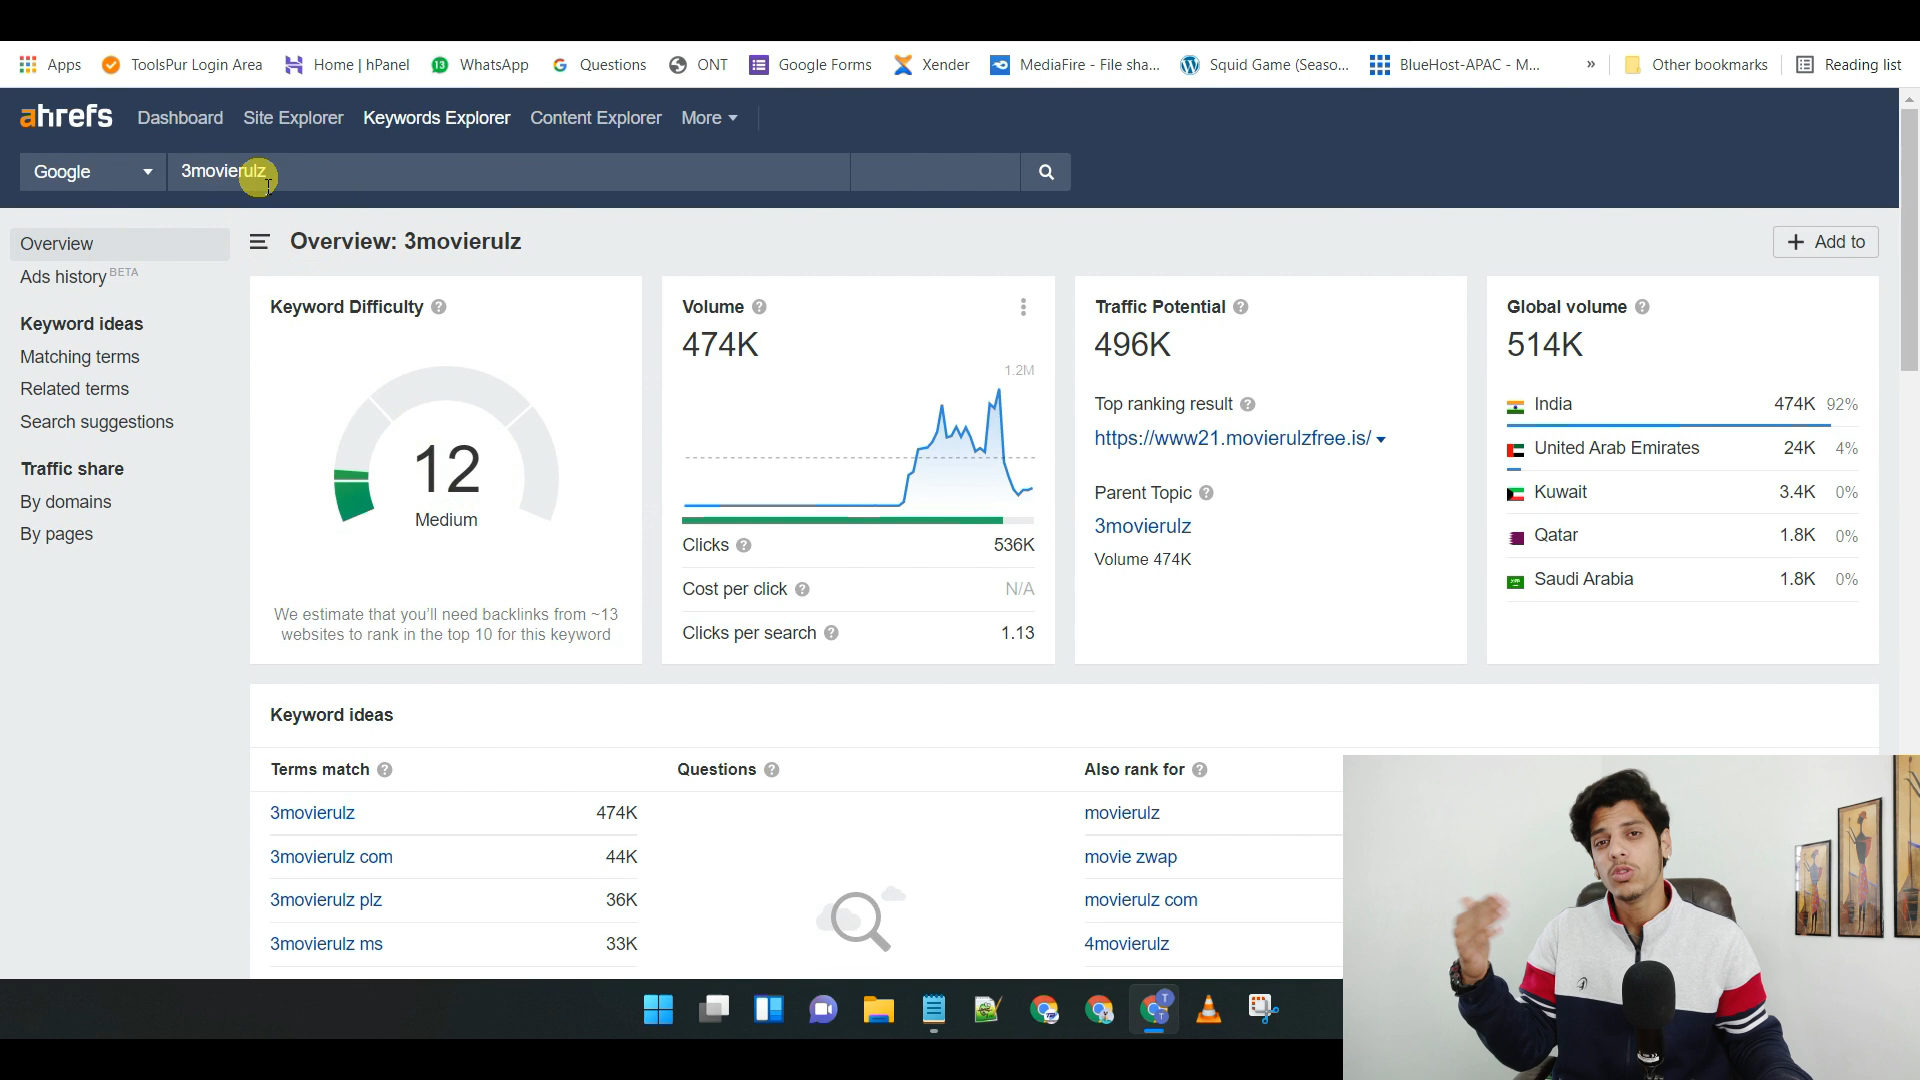 Apps ToolsPur Login Area Home | hPanel 13 WhatsApp Questions ONT Google Forms Xender MediaFire - File sha... Squid Game (Seaso... BlueHost-APAC - M... » Other bookmarks Reading list
ahrefs Dashboard Site Explorer Keywords Explorer Content Explorer More
Google 3movierulz
Overview
Ads history BETA
Keyword ideas
Matching terms
Related terms
Search suggestions
Traffic share
By domains
By pages
Overview: 3movierulz
+ Add to
Keyword Difficulty ?
12
Medium
We estimate that you'll need backlinks from ~13
websites to rank in the top 10 for this keyword
Volume ?
474K
1.2M
Clicks ? 536K
Cost per click ? N/A
Clicks per search ? 1.13
Traffic Potential ?
496K
Top ranking result ?
https://www21.movierulzfree.is/
Parent Topic ?
3movierulz
Volume 474K
Global volume ?
514K
India 474K 92%
United Arab Emirates 24K 4%
Kuwait 3.4K 0%
Qatar 1.8K 0%
Saudi Arabia 1.8K 0%
Keyword ideas
Terms match ? Questions ? Also rank for ?
3movierulz 474K movierulz
3movierulz com 44K movie zwap
3movierulz plz 36K movierulz com
3movierulz ms 33K 4movierulz
T
T